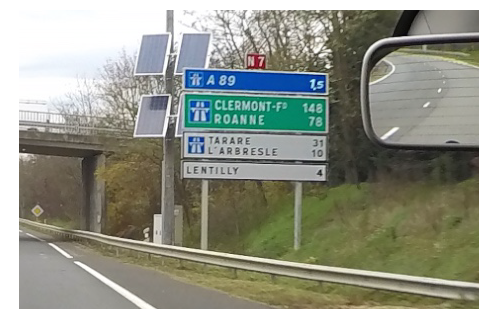 N 7
A 89 1,5
CLERMONT-Fᴰ 148
ROANNE 78
TARARE 31
L'ARBRESLE 10
LENTILLY 4